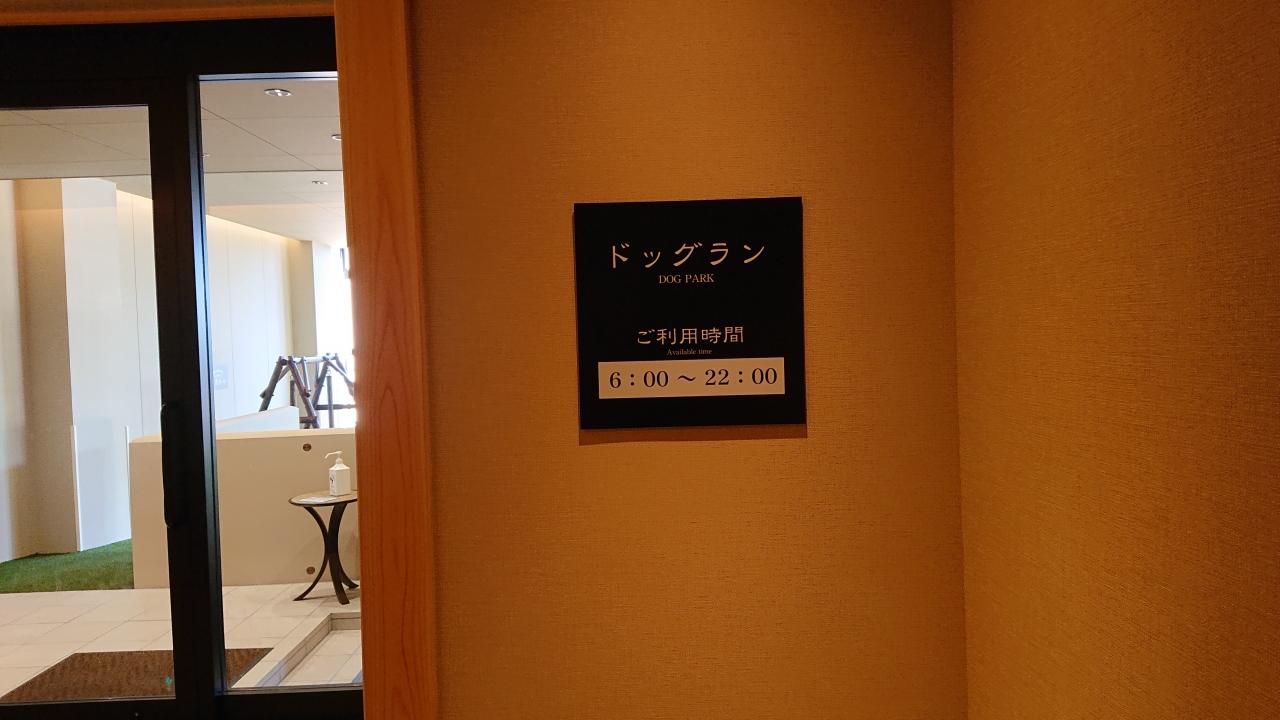 ドッグラン
DOG PARK
ご利用時間
Available time
6：00 ～ 22：00